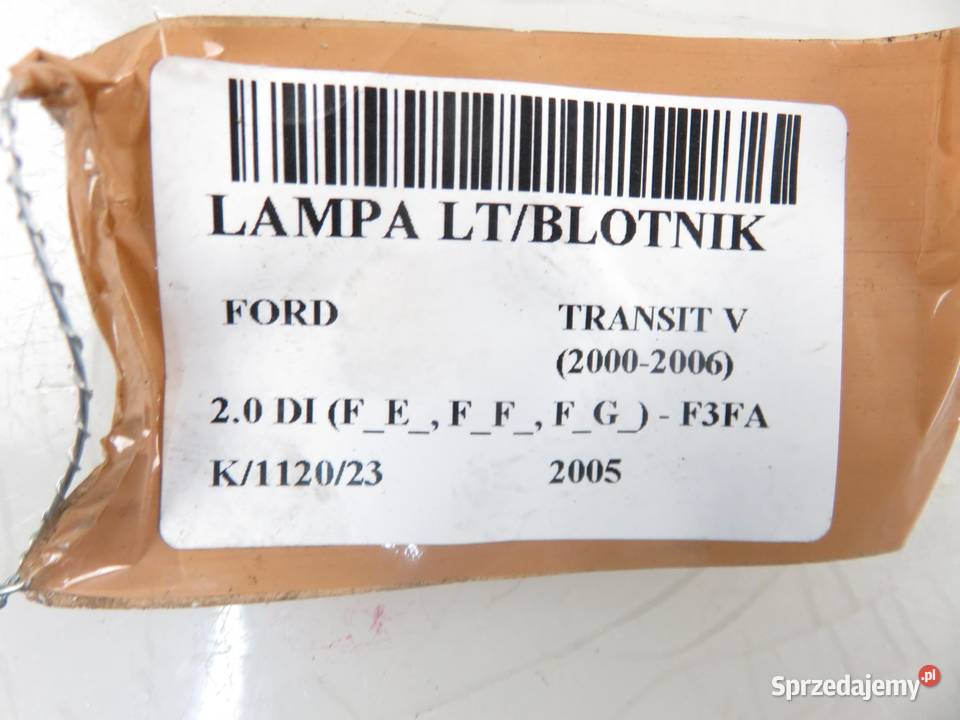 LAMPA LT/BLOTNIK
FORD TRANSIT V
(2000-2006)
2.0 DI (F_E_, F_F_, F_G_) - F3FA
K/1120/23 2005
Sprzedajemy.pl